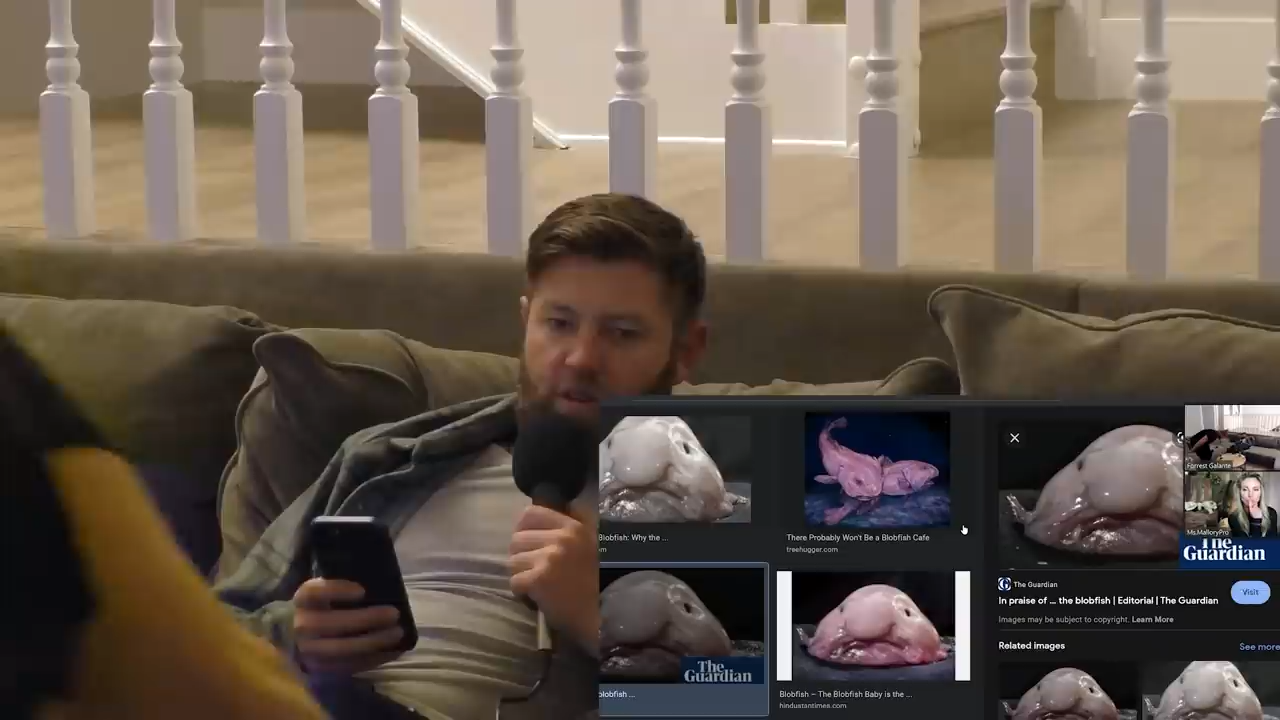 Blobfish: Why the ...
m
There Probably Won't Be a Blobfish Cafe
treehugger.com
The
Guardian
blobfish ...
Blobfish – The Blobfish Baby is the ...
hindustantimes.com
Forrest Galante
Ms.MalloryPro
The
Guardian
The Guardian
In praise of ... the blobfish | Editorial | The Guardian
Visit
Images may be subject to copyright. Learn More
Related images
See more